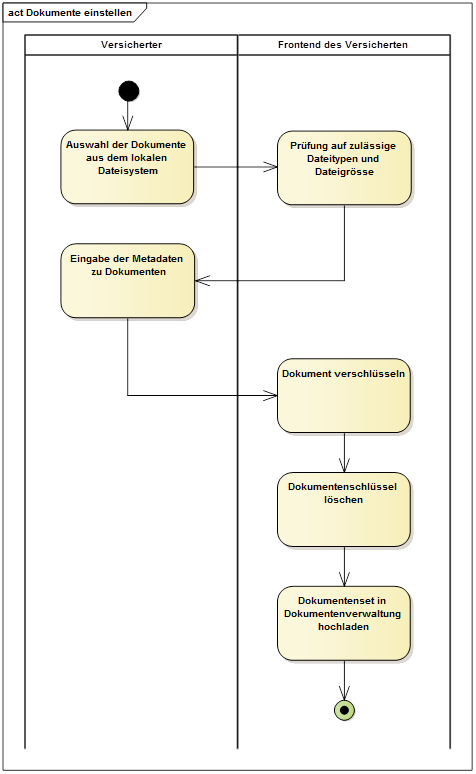 act Dokumente einstellen
Versicherter
Frontend des Versicherten
Auswahl der Dokumente
aus dem lokalen
Dateisystem
Prüfung auf zulässige
Dateitypen und
Dateigrösse
Eingabe der Metadaten
zu Dokumenten
Dokument verschlüsseln
Dokumentenschlüssel
löschen
Dokumentenset in
Dokumentenverwaltung
hochladen